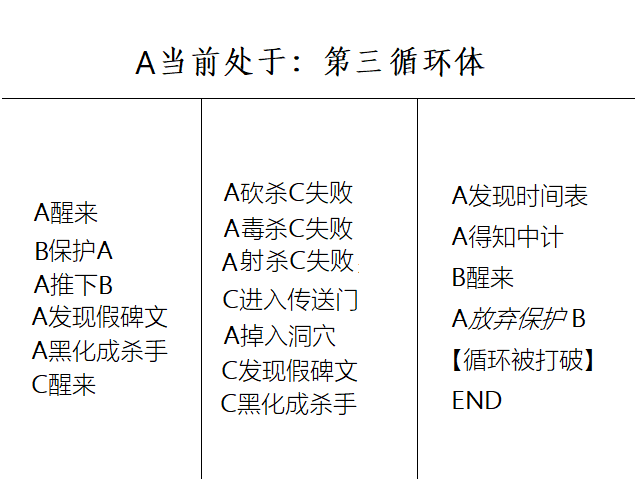 A当前处于：第三循环体
A醒来
B保护A
A推下B
A发现假碑文
A黑化成杀手
C醒来
A砍杀C失败
A毒杀C失败
A射杀C失败
C进入传送门
A掉入洞穴
C发现假碑文
C黑化成杀手
A发现时间表
A得知中计
B醒来
A放弃保护 B
【循环被打破】
END